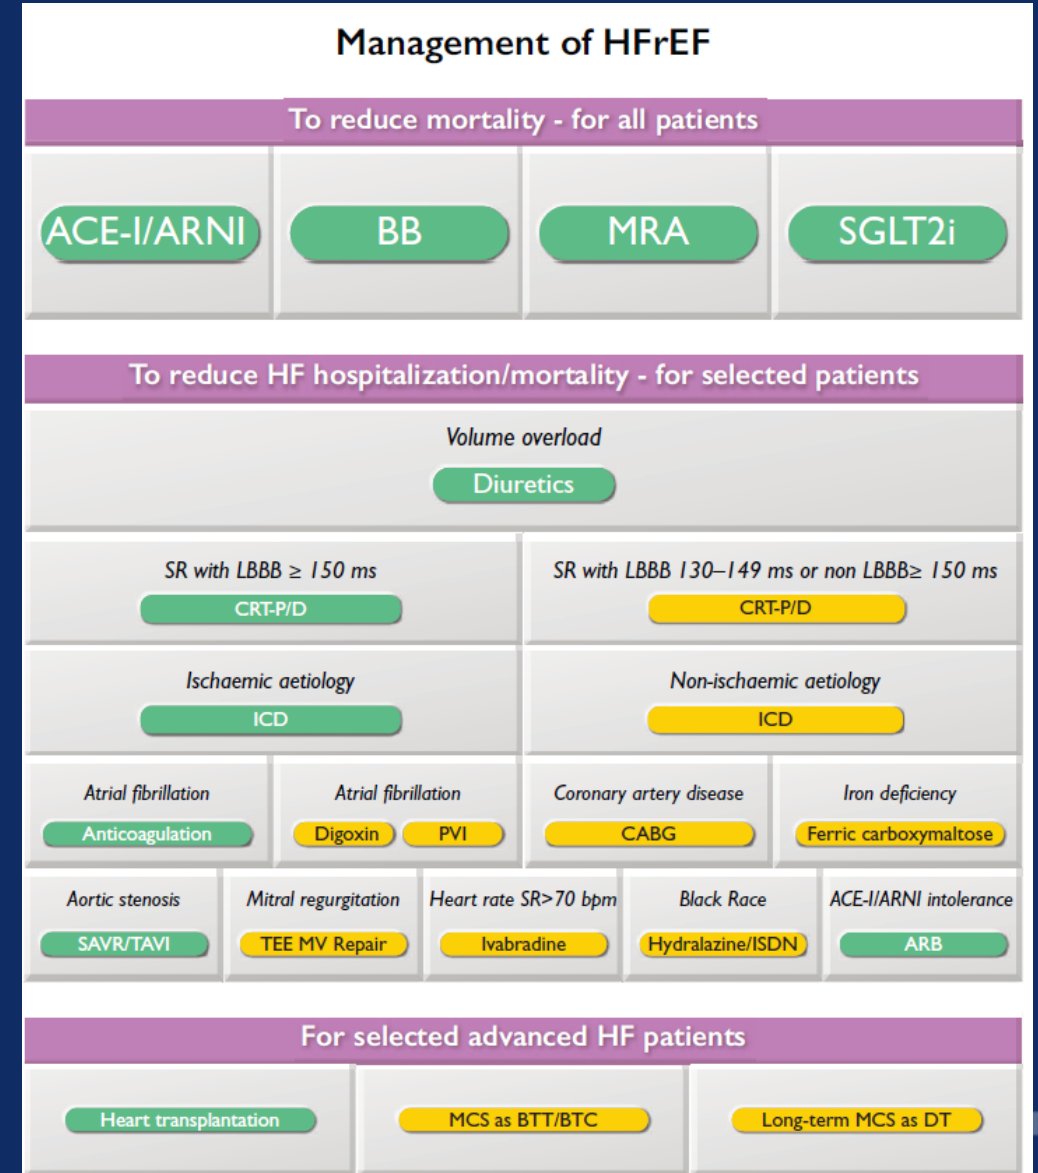 Management of HFrEF
To reduce mortality - for all patients
ACE-I/ARNI
BB
MRA
SGLT2i
To reduce HF hospitalization/mortality - for selected patients
Volume overload
Diuretics
SR with LBBB ≥ 150 ms
CRT-P/D
SR with LBBB 130–149 ms or non LBBB≥ 150 ms
CRT-P/D
Ischaemic aetiology
ICD
Non-ischaemic aetiology
ICD
Atrial fibrillation
Anticoagulation
Atrial fibrillation
Digoxin
PVI
Coronary artery disease
CABG
Iron deficiency
Ferric carboxymaltose
Aortic stenosis
SAVR/TAVI
Mitral regurgitation
TEE MV Repair
Heart rate SR>70 bpm
Ivabradine
Black Race
Hydralazine/ISDN
ACE-I/ARNI intolerance
ARB
For selected advanced HF patients
Heart transplantation
MCS as BTT/BTC
Long-term MCS as DT